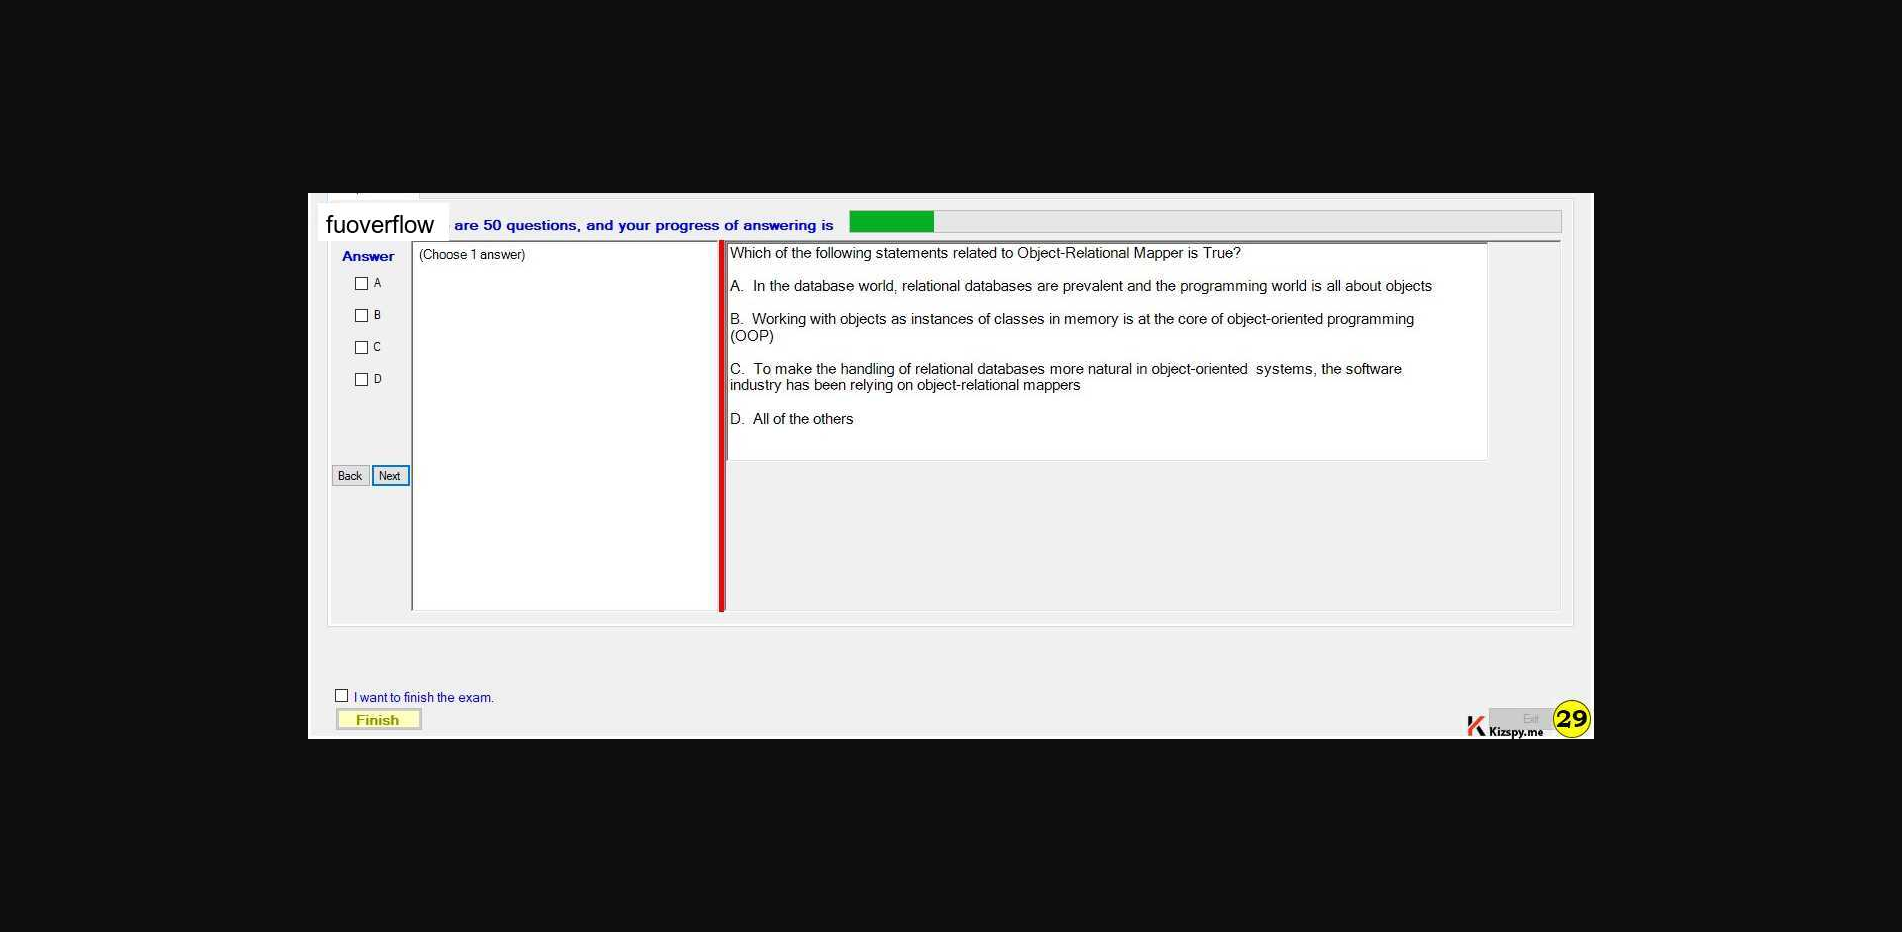 fuoverflow are 50 questions, and your progress of answering is
Answer
(Choose 1 answer)
A
B
C
D
Back Next
Which of the following statements related to Object-Relational Mapper is True?
A. In the database world, relational databases are prevalent and the programming world is all about objects
B. Working with objects as instances of classes in memory is at the core of object-oriented programming
(OOP)
C. To make the handling of relational databases more natural in object-oriented systems, the software
industry has been relying on object-relational mappers
D. All of the others
I want to finish the exam.
Finish
Exit
Kizspy.me
29